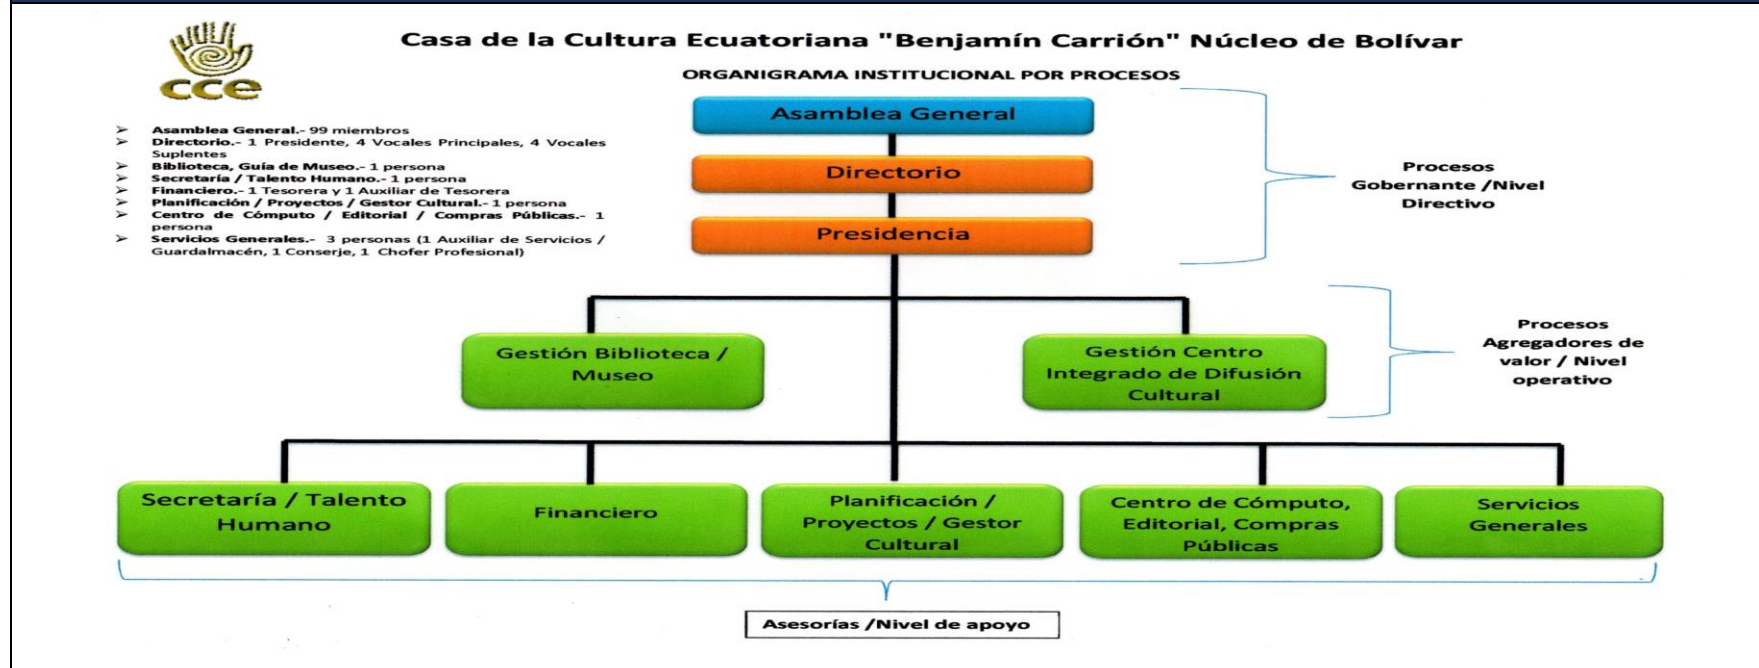 Casa de la Cultura Ecuatoriana "Benjamín Carrión" Núcleo de Bolívar
cce
ORGANIGRAMA INSTITUCIONAL POR PROCESOS
➢ Asamblea General.- 99 miembros
➢ Directorio.- 1 Presidente, 4 Vocales Principales, 4 Vocales
Suplentes
➢ Biblioteca, Guía de Museo.- 1 persona
➢ Secretaría / Talento Humano.- 1 persona
➢ Financiero.- 1 Tesorera y 1 Auxiliar de Tesorera
➢ Planificación / Proyectos / Gestor Cultural.- 1 persona
➢ Centro de Cómputo / Editorial / Compras Públicas.- 1
persona
➢ Servicios Generales.- 3 personas (1 Auxiliar de Servicios /
Guardalmacén, 1 Conserje, 1 Chofer Profesional)
Asamblea General
Directorio
Presidencia
Procesos
Gobernante /Nivel
Directivo
Gestión Biblioteca /
Museo
Gestión Centro
Integrado de Difusión
Cultural
Procesos
Agregadores de
valor / Nivel
operativo
Secretaría / Talento
Humano
Financiero
Planificación /
Proyectos / Gestor
Cultural
Centro de Cómputo,
Editorial, Compras
Públicas
Servicios
Generales
Asesorías /Nivel de apoyo